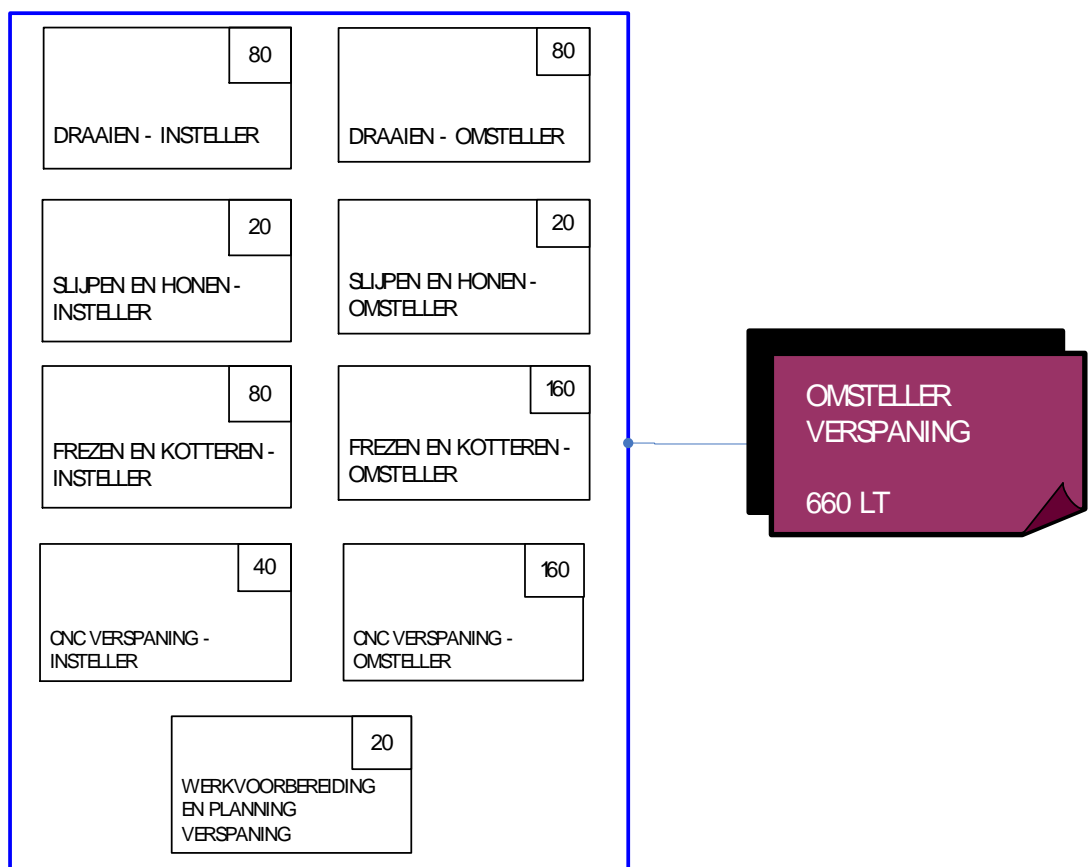 80
DRAAIEN - INSTELLER
80
DRAAIEN - OMSTELLER
20
SLIJPEN EN HONEN -
INSTELLER
20
SLIJPEN EN HONEN -
OMSTELLER
80
FREZEN EN KOTTEREN -
INSTELLER
160
FREZEN EN KOTTEREN -
OMSTELLER
40
CNC VERSPANING -
INSTELLER
160
CNC VERSPANING -
OMSTELLER
20
WERKVOORBEREIDING
EN PLANNING
VERSPANING
OMSTELLER
VERSPANING
660 LT